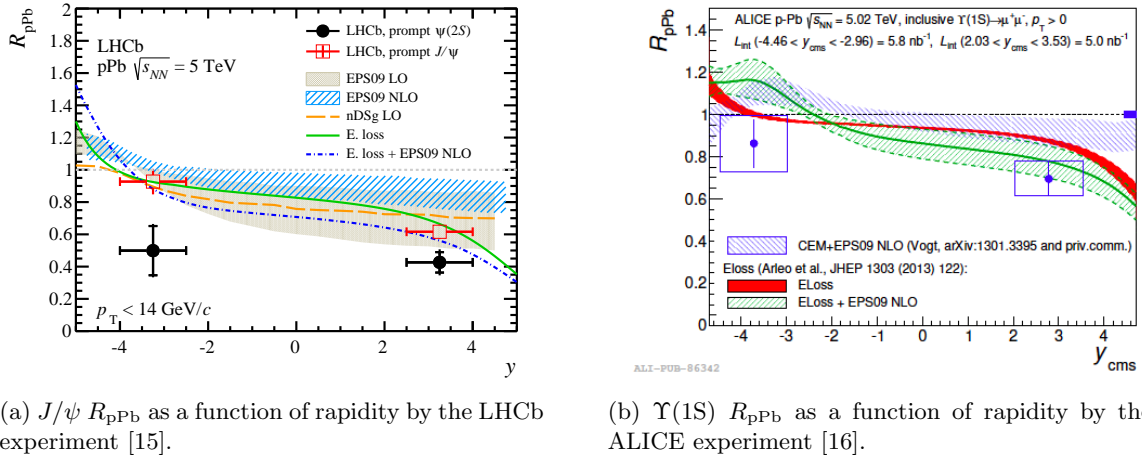 R_pPb
2
1.8
1.6
1.4
1.2
1
0.8
0.6
0.4
0.2
0
LHCb
pPb √s_NN = 5 TeV
LHCb, prompt ψ(2S)
LHCb, prompt J/ψ
EPS09 LO
EPS09 NLO
nDSg LO
E. loss
E. loss + EPS09 NLO
p_T < 14 GeV/c
-4 -2 0 2 4
y
R_pPb
1.4
1.2
1
0.8
0.6
0.4
0.2
0
ALICE p-Pb √s_NN = 5.02 TeV, inclusive ϒ(1S)→μ⁺μ⁻, p_T > 0
L_int (-4.46 < y_cms < -2.96) = 5.8 nb⁻¹, L_int (2.03 < y_cms < 3.53) = 5.0 nb⁻¹
CEM+EPS09 NLO (Vogt, arXiv:1301.3395 and priv.comm.)
Eloss (Arleo et al., JHEP 1303 (2013) 122):
ELoss
ELoss + EPS09 NLO
-4 -3 -2 -1 0 1 2 3 4
y_cms
ALI-PUB-86342
(a) J/ψ R_pPb as a function of rapidity by the LHCb
experiment [15].
(b) ϒ(1S) R_pPb as a function of rapidity by the
ALICE experiment [16].